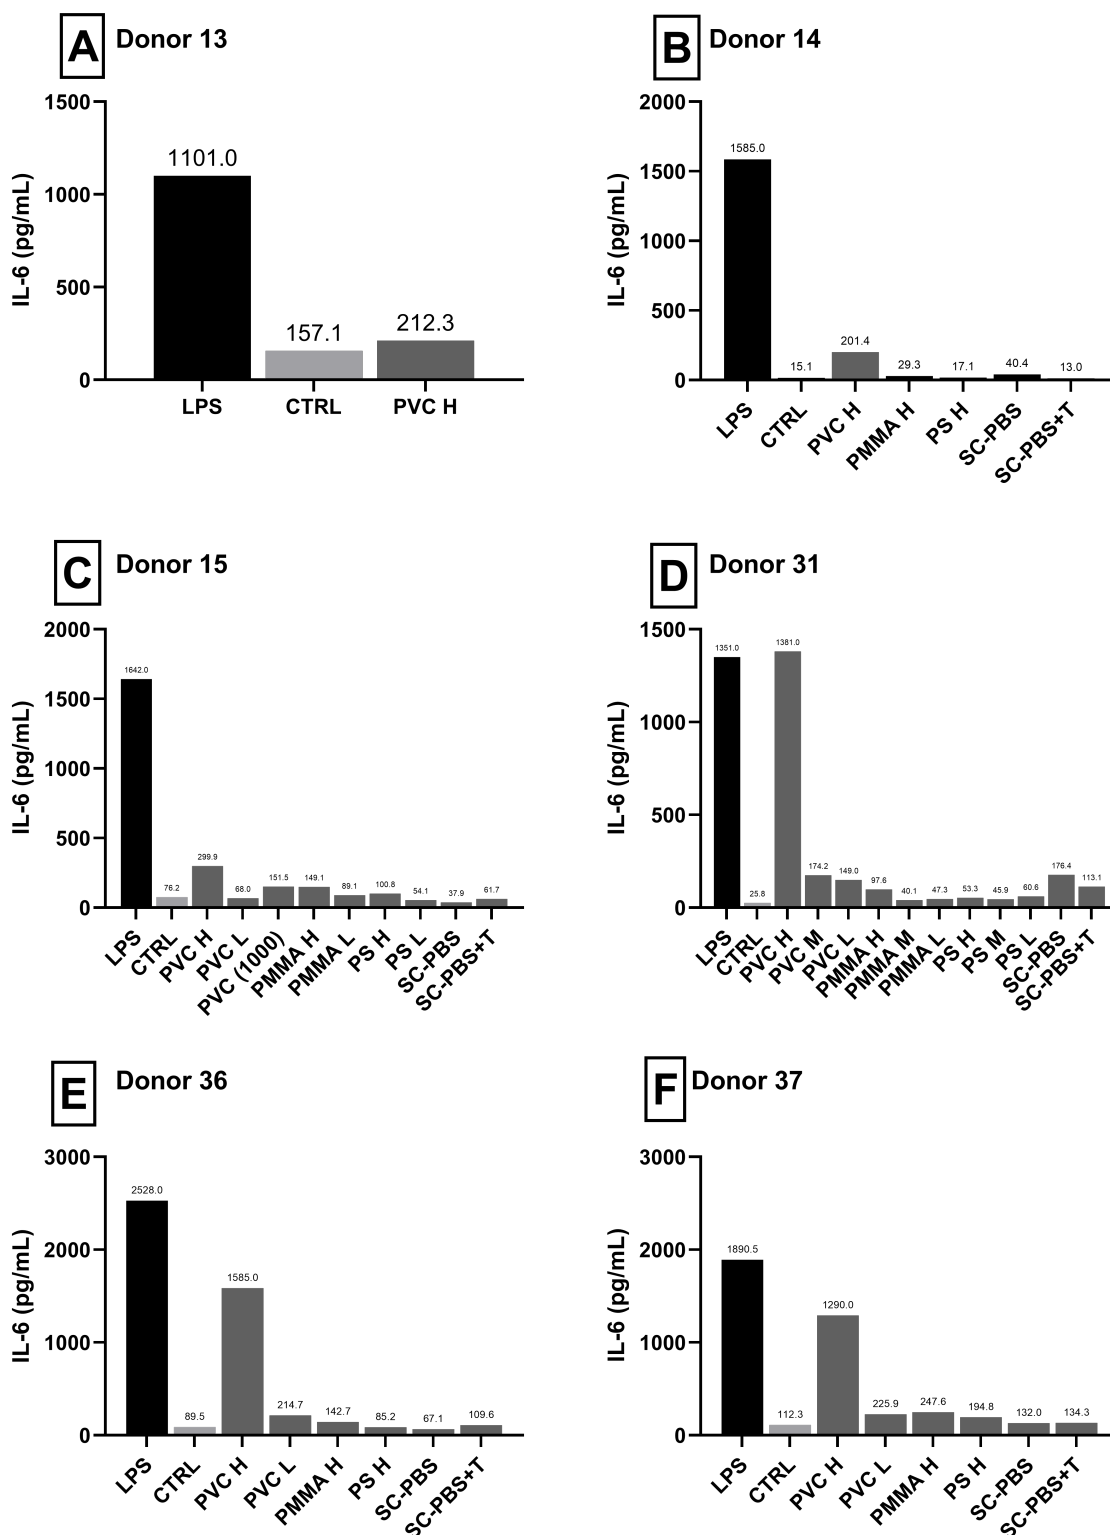 A Donor 13
IL-6 (pg/mL)
1500
1000
500
0
1101.0
157.1
212.3
LPS CTRL PVC H
B Donor 14
IL-6 (pg/mL)
2000
1500
1000
500
0
1585.0
15.1
201.4
29.3
17.1
40.4
13.0
LPS
CTRL
PVC H
PMMA H
PS H
SC-PBS
SC-PBS+T
C Donor 15
IL-6 (pg/mL)
2000
1500
1000
500
0
1642.0
76.2
299.9
68.0
151.5
149.1
89.1
100.8
54.1
37.9
61.7
LPS
CTRL
PVC H
PVC L
PVC (1000)
PMMA H
PMMA L
PS H
PS L
SC-PBS
SC-PBS+T
D Donor 31
IL-6 (pg/mL)
1500
1000
500
0
1351.0
25.8
1381.0
174.2
149.0
97.6
40.1
47.3
53.3
45.9
60.6
176.4
113.1
LPS
CTRL
PVC H
PVC M
PVC L
PMMA H
PMMA M
PMMA L
PS H
PS M
PS L
SC-PBS
SC-PBS+T
E Donor 36
IL-6 (pg/mL)
3000
2000
1000
0
2528.0
89.5
1585.0
214.7
142.7
85.2
67.1
109.6
LPS
CTRL
PVC H
PVC L
PMMA H
PS H
SC-PBS
SC-PBS+T
F Donor 37
IL-6 (pg/mL)
3000
2000
1000
0
1890.5
112.3
1290.0
225.9
247.6
194.8
132.0
134.3
LPS
CTRL
PVC H
PVC L
PMMA H
PS H
SC-PBS
SC-PBS+T